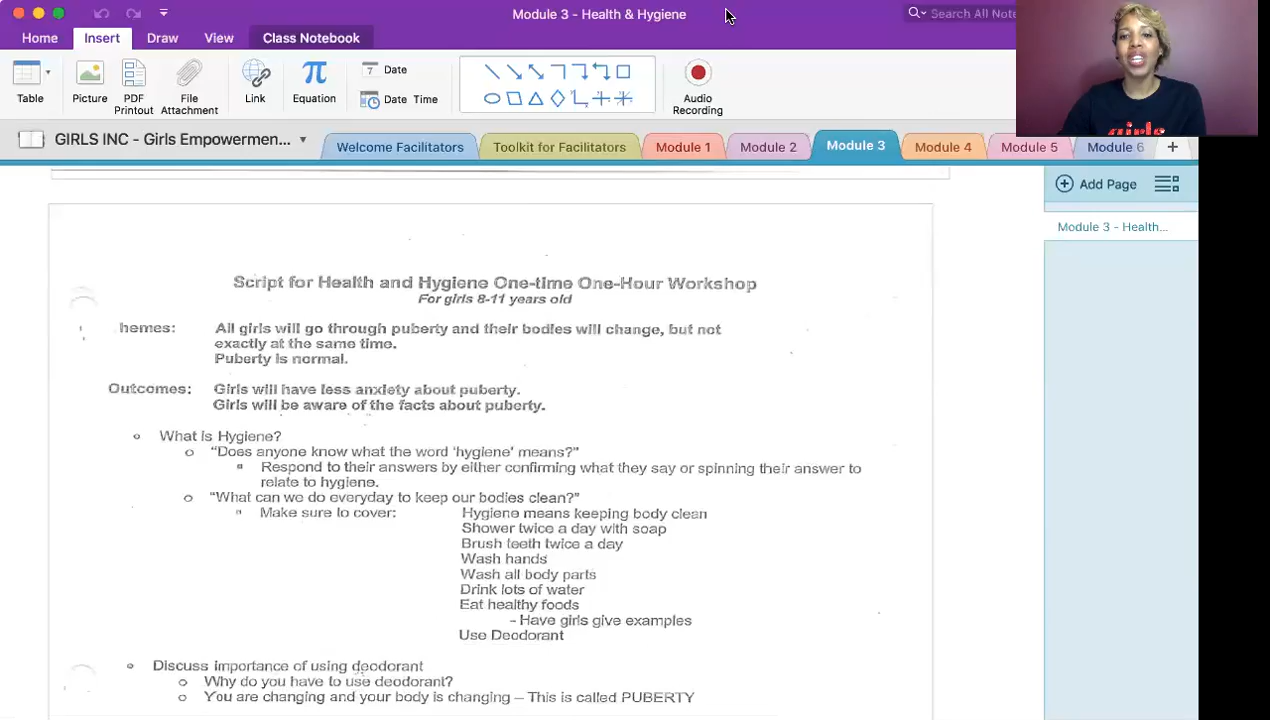 Module 3 - Health & Hygiene
Search All Note
Home
Insert
Draw
View
Class Notebook
Table
Picture
PDF Printout
File Attachment
Link
Equation
7
Date
Date Time
Audio Recording
girls
GIRLS INC - Girls Empowermen...
Welcome Facilitators
Toolkit for Facilitators
Module 1
Module 2
Module 3
Module 4
Module 5
Module 6
+
Add Page
Module 3 - Health...
Script for Health and Hygiene One-time One-Hour Workshop
For girls 8-11 years old
hemes: All girls will go through puberty and their bodies will change, but not
exactly at the same time.
Puberty is normal.
Outcomes: Girls will have less anxiety about puberty.
Girls will be aware of the facts about puberty.
What is Hygiene?
"Does anyone know what the word 'hygiene' means?"
Respond to their answers by either confirming what they say or spinning their answer to
relate to hygiene.
"What can we do everyday to keep our bodies clean?"
Make sure to cover: Hygiene means keeping body clean
Shower twice a day with soap
Brush teeth twice a day
Wash hands
Wash all body parts
Drink lots of water
Eat healthy foods
- Have girls give examples
Use Deodorant
Discuss importance of using deodorant
Why do you have to use deodorant?
You are changing and your body is changing – This is called PUBERTY